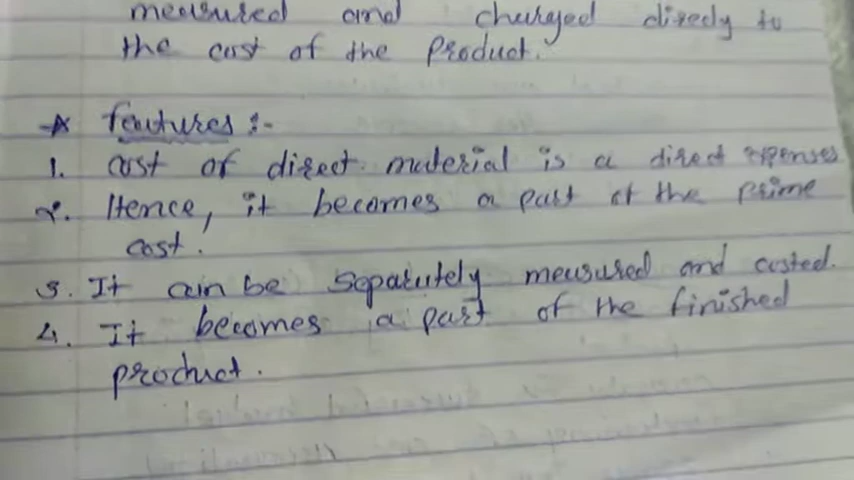 measured and charged directly to
the cost of the product.
features :-
1. cost of direct material is a direct expenses
2. Hence, it becomes a part of the prime
cost.
3. It can be separately measured and costed.
4. It becomes a part of the finished
product.